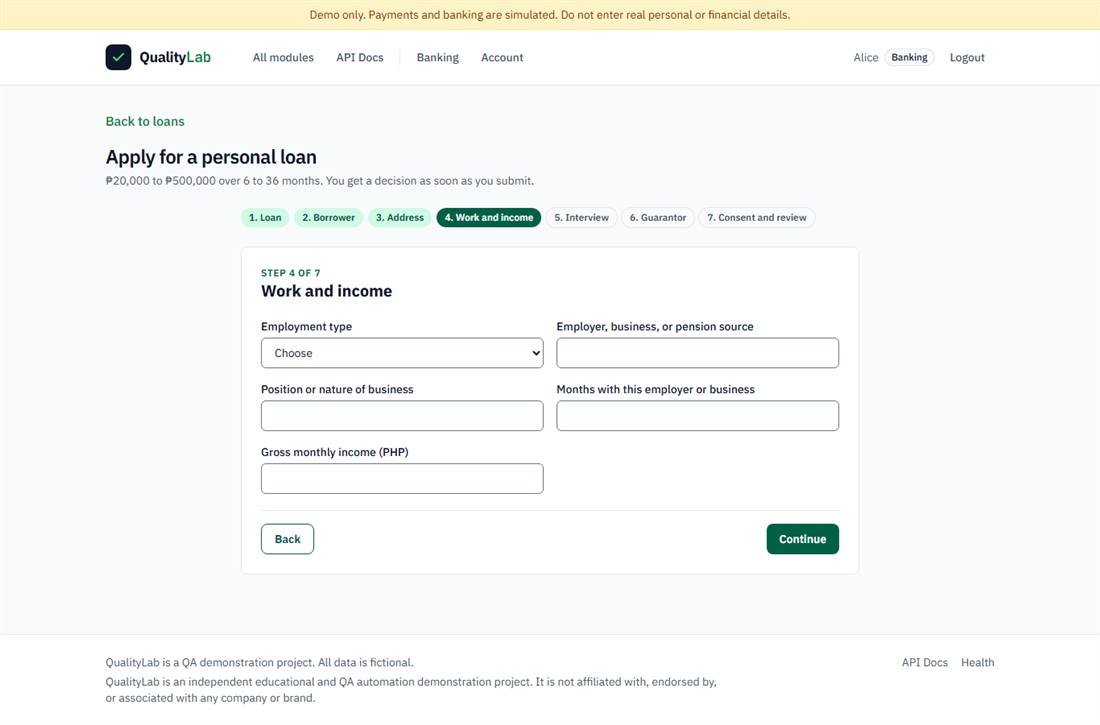 Demo only. Payments and banking are simulated. Do not enter real personal or financial details.
QualityLab
All modules
API Docs
Banking
Account
Alice
Banking
Logout
Back to loans
Apply for a personal loan
₱20,000 to ₱500,000 over 6 to 36 months. You get a decision as soon as you submit.
1. Loan
2. Borrower
3. Address
4. Work and income
5. Interview
6. Guarantor
7. Consent and review
STEP 4 OF 7
Work and income
Employment type
Employer, business, or pension source
Choose
Position or nature of business
Months with this employer or business
Gross monthly income (PHP)
Back
Continue
QualityLab is a QA demonstration project. All data is fictional.
API Docs
Health
QualityLab is an independent educational and QA automation demonstration project. It is not affiliated with, endorsed by,
or associated with any company or brand.